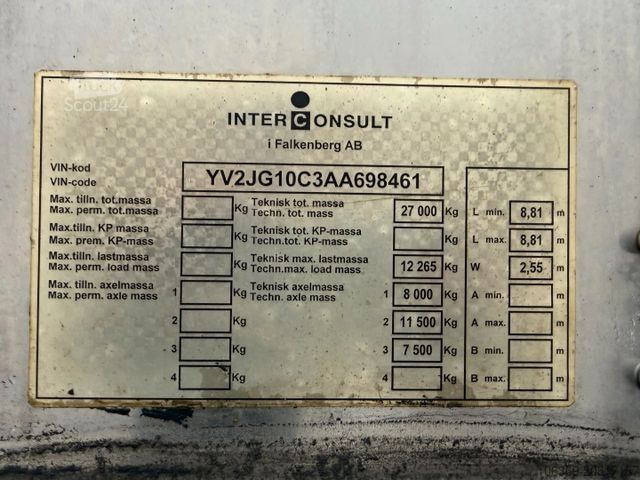 Truck
Scout24
INTERCONSULT
i Falkenberg AB
VIN-kod
VIN-code
YV2JG10C3AA698461
Max. tilln. tot.massa
Max. perm. tot.massa
Kg
Teknisk tot. massa
Techn. tot. mass
27 000 Kg
L min. 8,81 m
Max.tilln. KP massa
Max. prem. KP-mass
Kg
Teknisk tot. KP-massa
Techn.tot. KP-mass
Kg
L max. 8,81 m
Max.tilln. lastmassa
Max. perm. load mass
Kg
Teknisk max. lastmassa
Techn.max. load mass
12 265 Kg
W 2,55 m
Max. tilln. axelmassa
Max. perm. axle mass
1 Kg
Teknisk axelmassa
Techn. axle mass
1 8 000 Kg
A min. m
2 Kg
2 11 500 Kg
A max. m
3 Kg
3 7 500 Kg
B min. m
4 Kg
4 Kg
B max. m